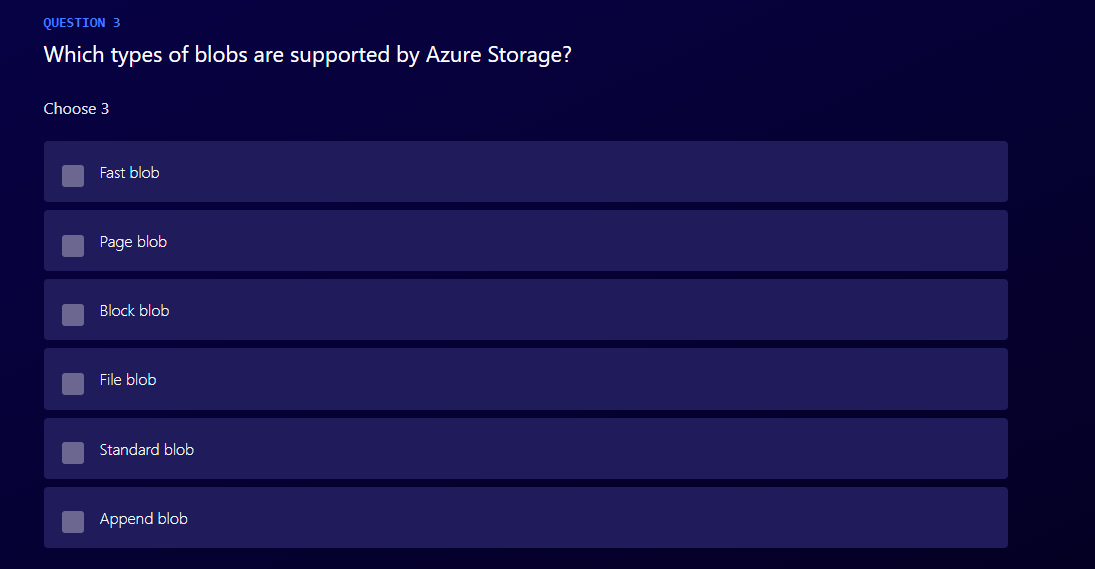 QUESTION 3
Which types of blobs are supported by Azure Storage?
Choose 3
Fast blob
Page blob
Block blob
File blob
Standard blob
Append blob